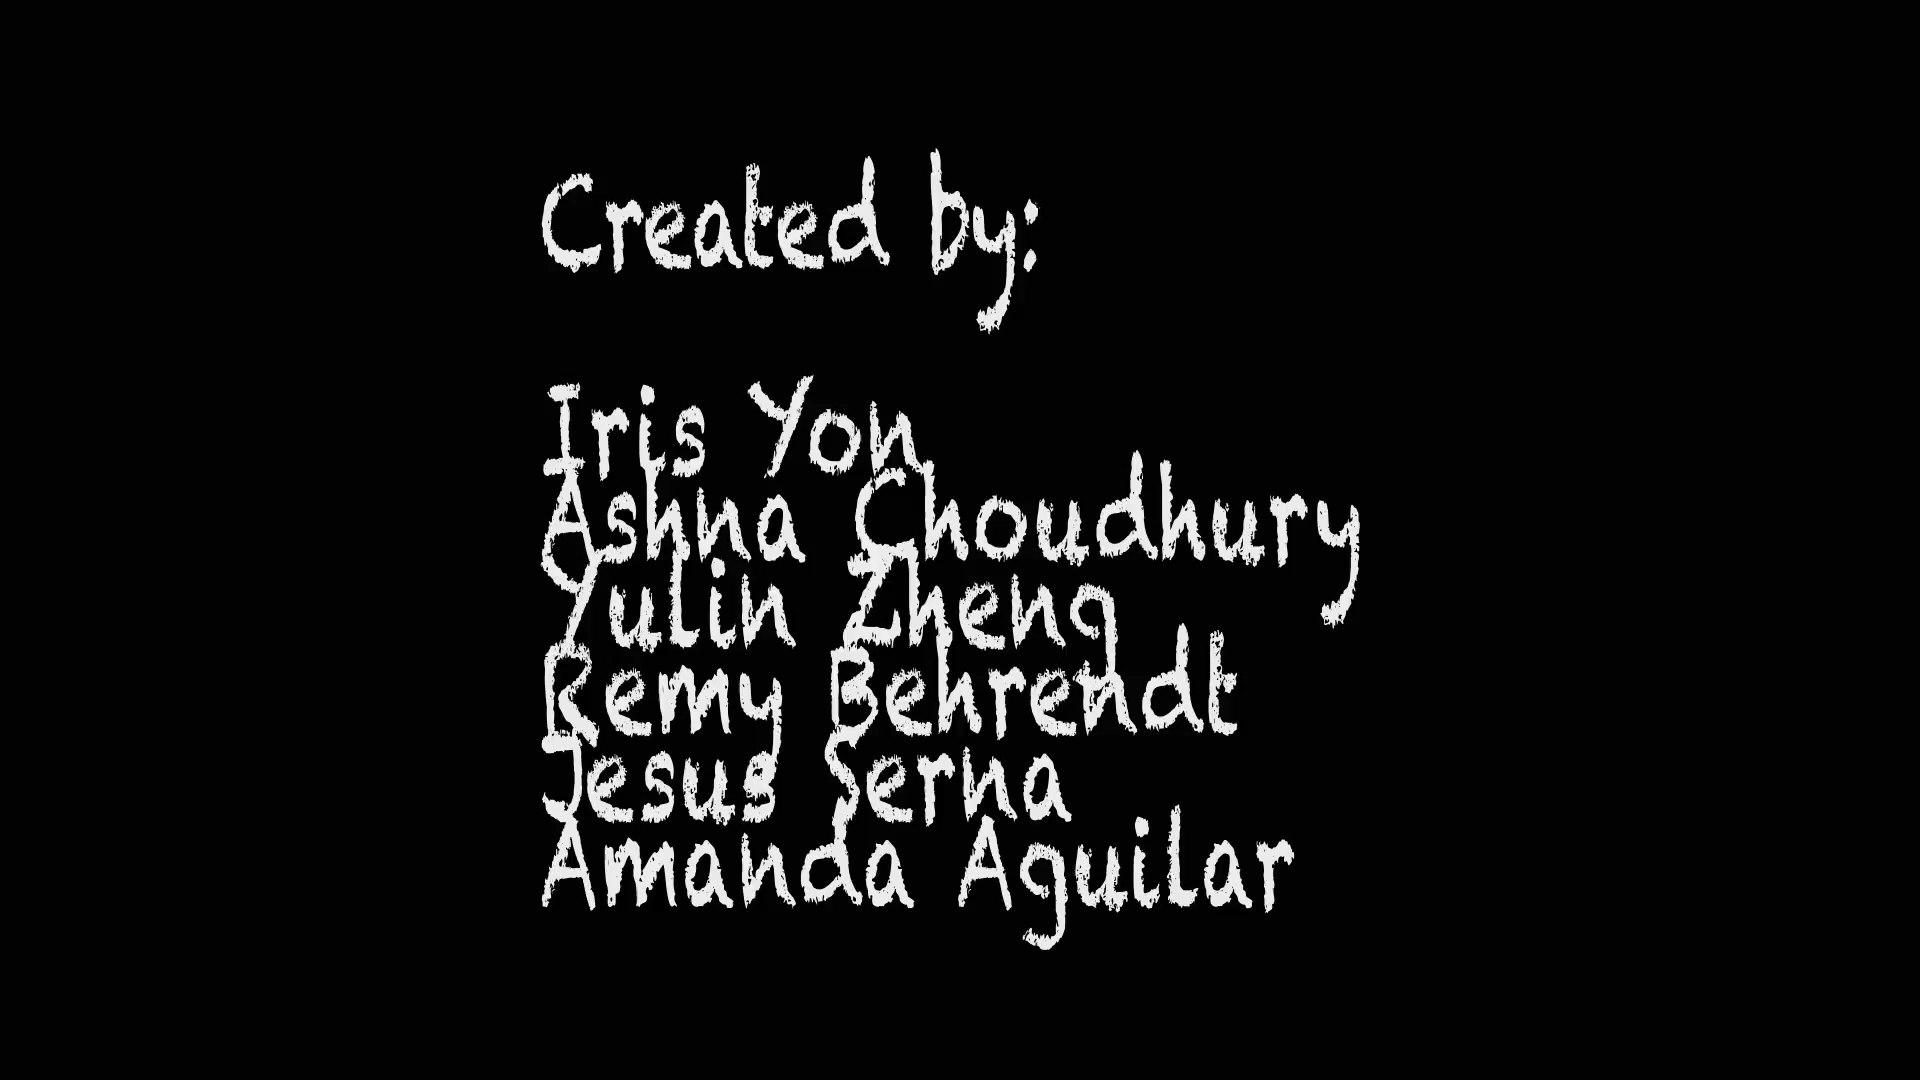 Created by:
Iris Yon
Ashna Choudhury
Yulin Zheng
Remy Behrendt
Jesus Serna
Amanda Aguilar